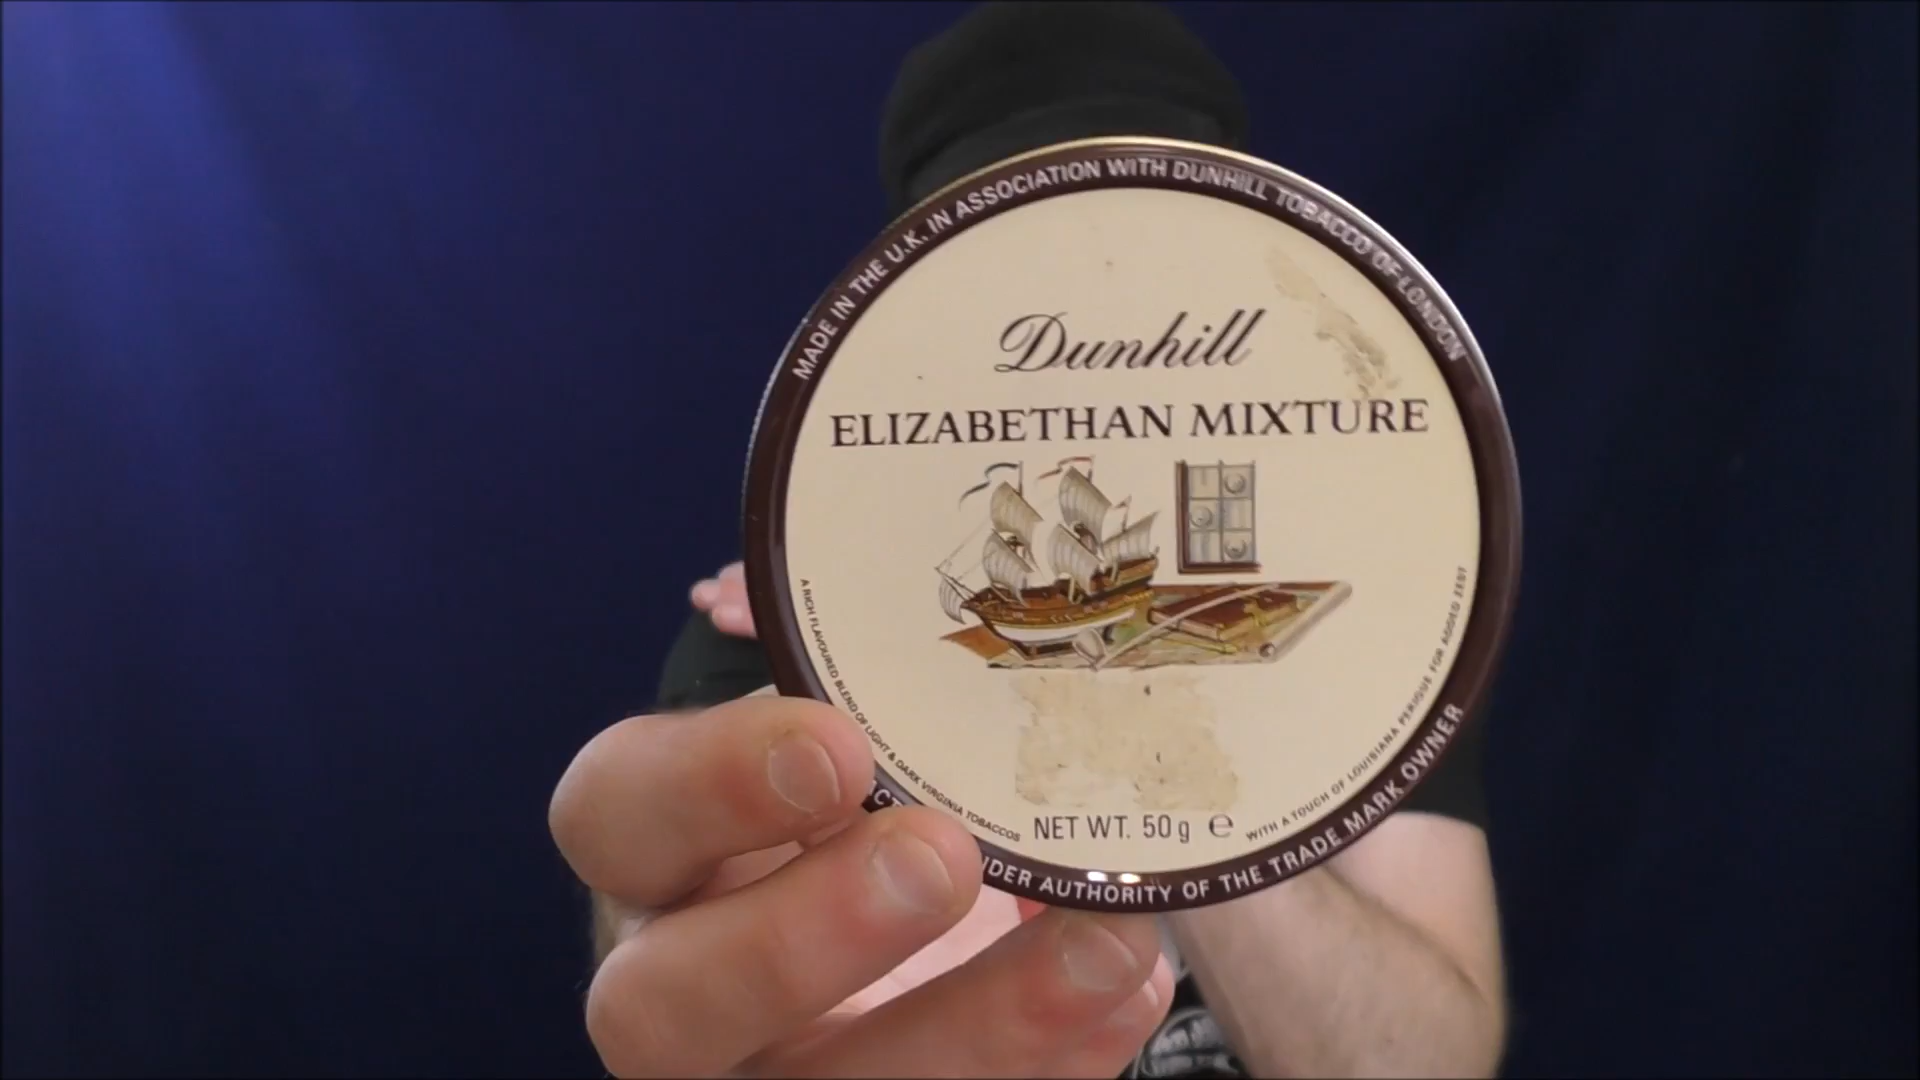 MADE IN THE U.K. IN ASSOCIATION WITH DUNHILL TOBACCO OF LONDON
Dunhill
ELIZABETHAN MIXTURE
A RICH FLAVOURED BLEND OF LIGHT & DARK VIRGINIA TOBACCOS
NET WT. 50g e
WITH A TOUCH OF LOUISIANA PERIQUE FOR ADDED ZEST
AUTHORITY OF THE TRADE MARK OWNER